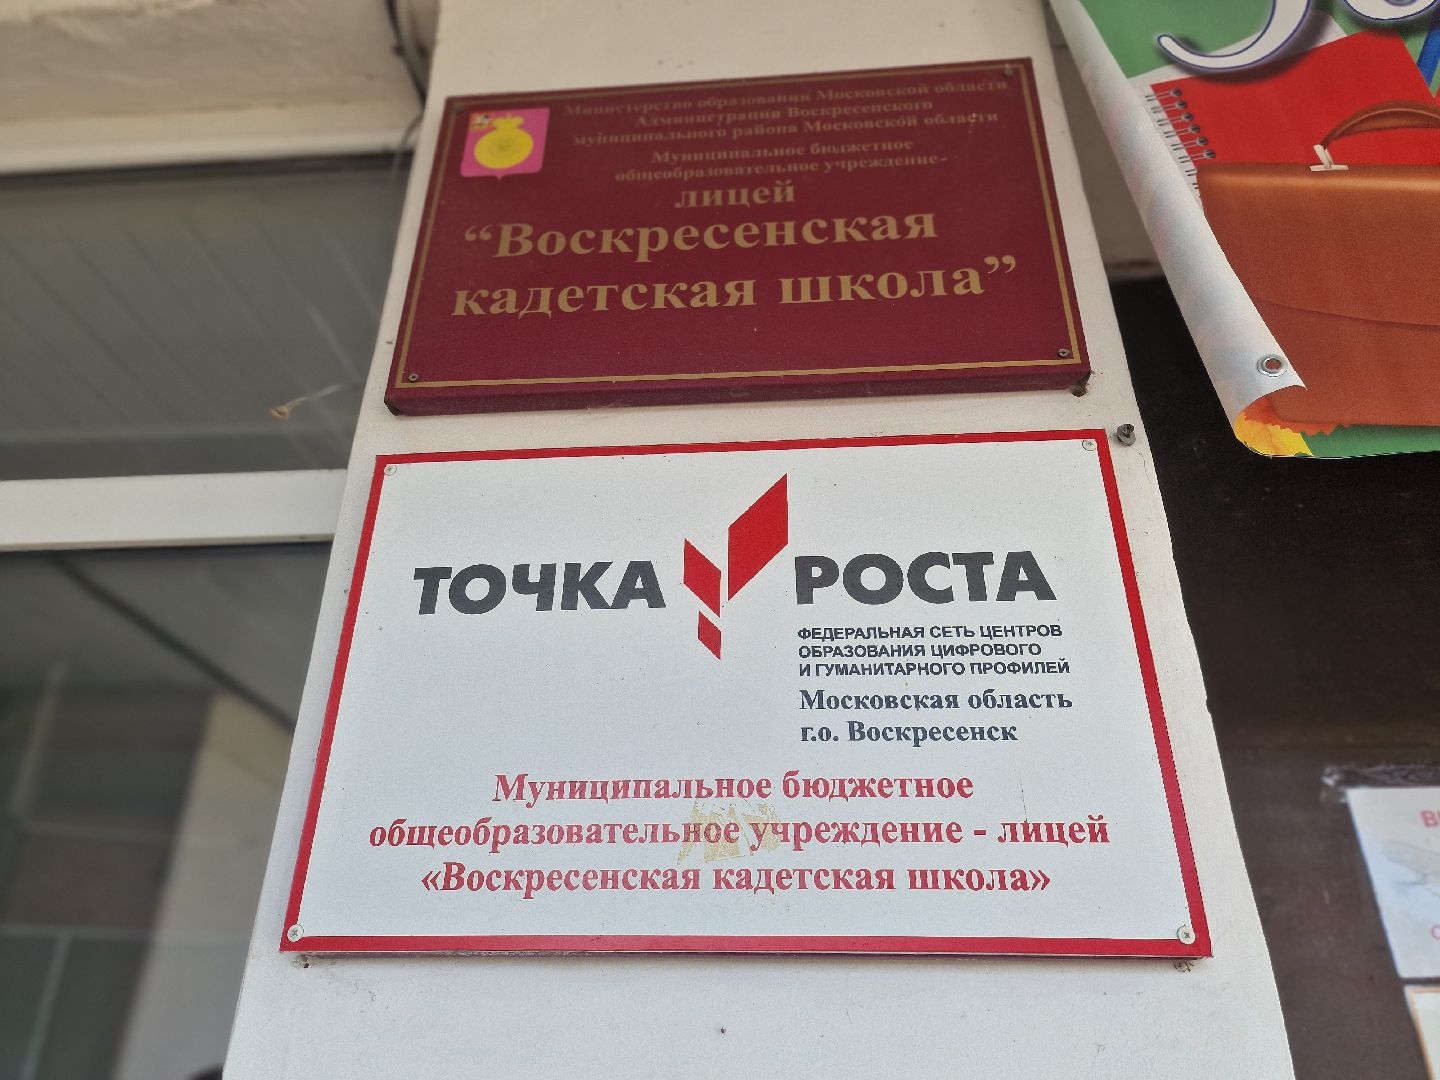 Министерство образования Московской области
Администрация Воскресенского
муниципального района Московской области
Муниципальное бюджетное
общеобразовательное учреждение-
лицей
“Воскресенская
кадетская школа”
ТОЧКА РОСТА
ФЕДЕРАЛЬНАЯ СЕТЬ ЦЕНТРОВ
ОБРАЗОВАНИЯ ЦИФРОВОГО
И ГУМАНИТАРНОГО ПРОФИЛЕЙ
Московская область
г.о. Воскресенск
Муниципальное бюджетное
общеобразовательное учреждение - лицей
«Воскресенская кадетская школа»